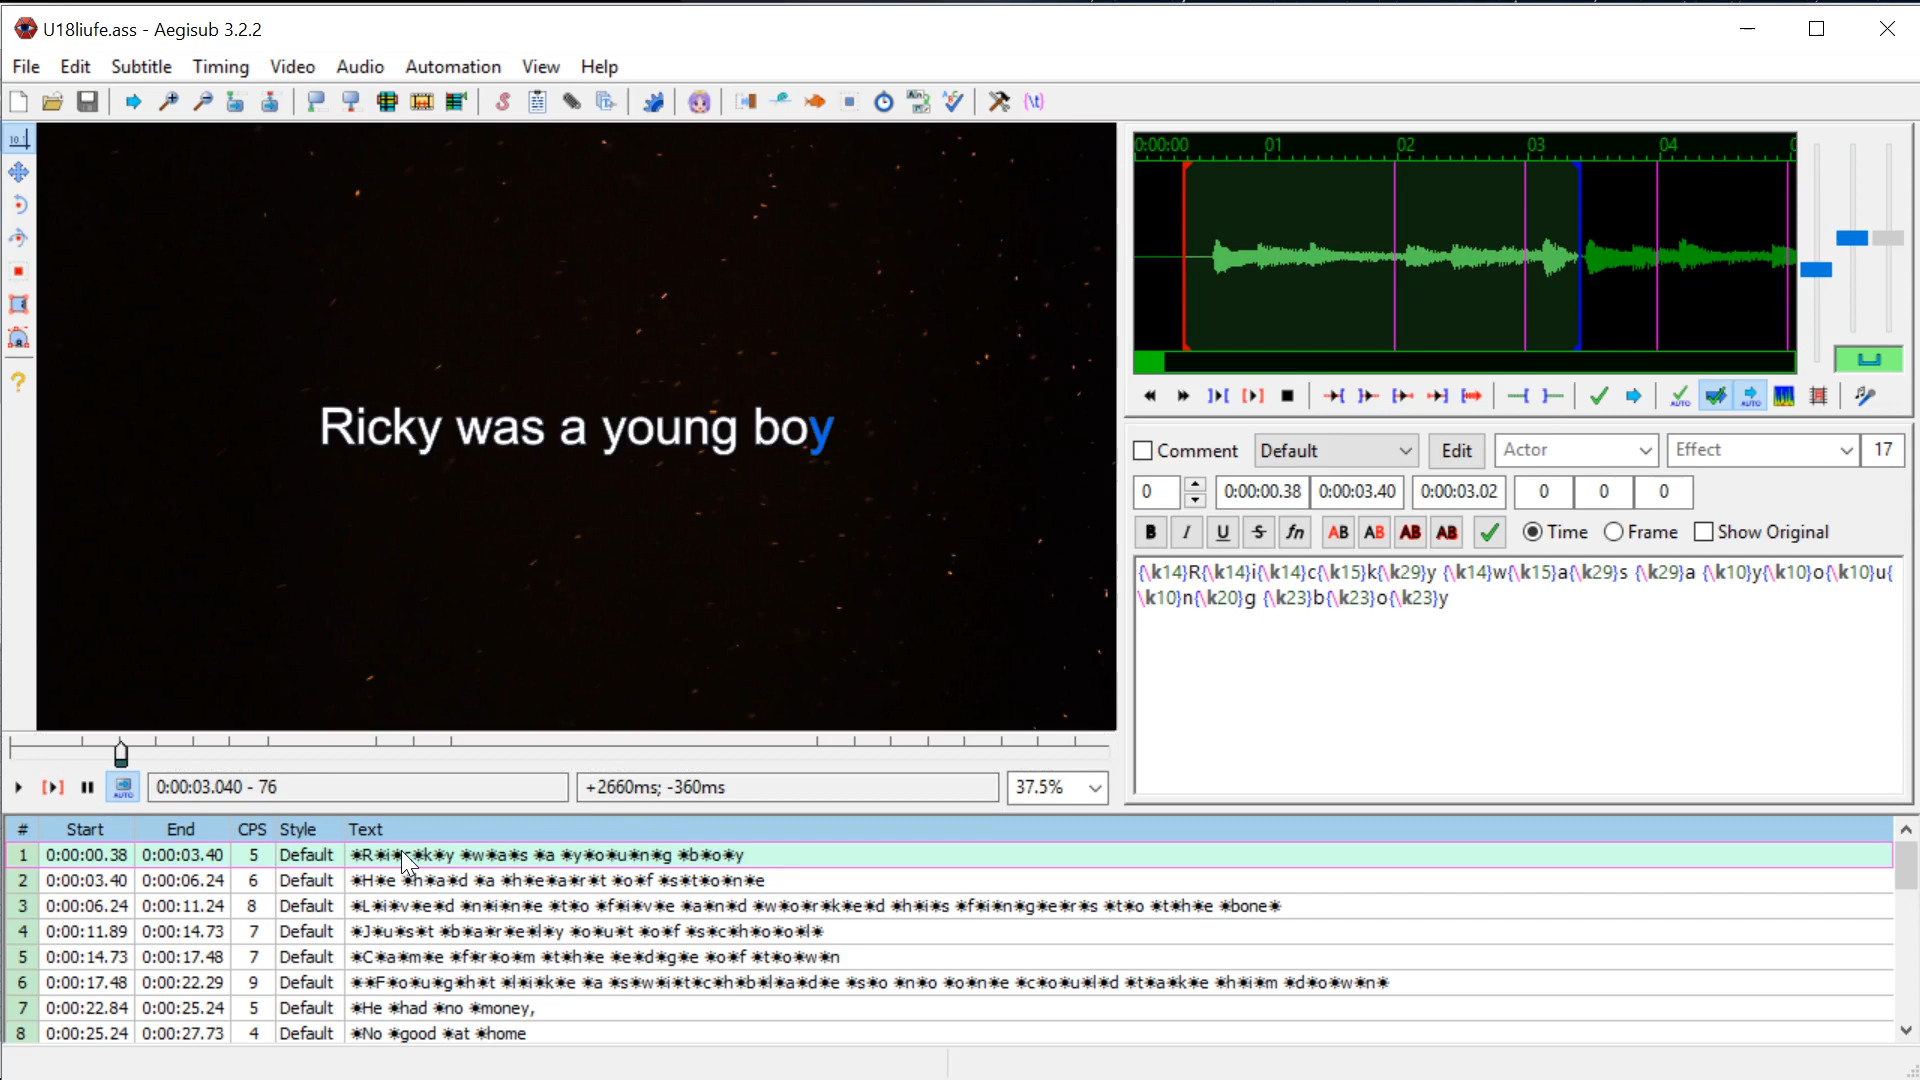 U18liufe.ass - Aegisub 3.2.2
File Edit Subtitle Timing Video Audio Automation View Help
0:00:00 01 02 03 04
Ricky was a young boy
Comment Default Edit Actor Effect 17
0 0:00:00.38 0:00:03.40 0:00:03.02 0 0 0
B I U S fn AB AB AB AB Time Frame Show Original
{\k14}R{\k14}i{\k14}c{\k15}k{\k29}y {\k14}w{\k15}a{\k29}s {\k29}a {\k10}y{\k10}o{\k10}u{
\k10}n{\k20}g {\k23}b{\k23}o{\k23}y
AUTO 0:00:03.040 - 76 +2660ms; -360ms 37.5%
# Start End CPS Style Text
1 0:00:00.38 0:00:03.40 5 Default ☀R☀i☀c☀k☀y ☀w☀a☀s ☀a ☀y☀o☀u☀n☀g ☀b☀o☀y
2 0:00:03.40 0:00:06.24 6 Default ☀H☀e ☀h☀a☀d ☀a ☀h☀e☀a☀r☀t ☀o☀f ☀s☀t☀o☀n☀e
3 0:00:06.24 0:00:11.24 8 Default ☀L☀i☀v☀e☀d ☀n☀i☀n☀e ☀t☀o ☀f☀i☀v☀e ☀a☀n☀d ☀w☀o☀r☀k☀e☀d ☀h☀i☀s ☀f☀i☀n☀g☀e☀r☀s ☀t☀o ☀t☀h☀e ☀bone☀
4 0:00:11.89 0:00:14.73 7 Default ☀J☀u☀s☀t ☀b☀a☀r☀e☀l☀y ☀o☀u☀t ☀o☀f ☀s☀c☀h☀o☀o☀l☀
5 0:00:14.73 0:00:17.48 7 Default ☀C☀a☀m☀e ☀f☀r☀o☀m ☀t☀h☀e ☀e☀d☀g☀e ☀o☀f ☀t☀o☀w☀n
6 0:00:17.48 0:00:22.29 9 Default ☀☀F☀o☀u☀g☀h☀t ☀l☀i☀k☀e ☀a ☀s☀w☀i☀t☀c☀h☀b☀l☀a☀d☀e ☀s☀o ☀n☀o ☀o☀n☀e ☀c☀o☀u☀l☀d ☀t☀a☀k☀e ☀h☀i☀m ☀d☀o☀w☀n☀
7 0:00:22.84 0:00:25.24 5 Default ☀He ☀had ☀no ☀money,
8 0:00:25.24 0:00:27.73 4 Default ☀No ☀good ☀at ☀home